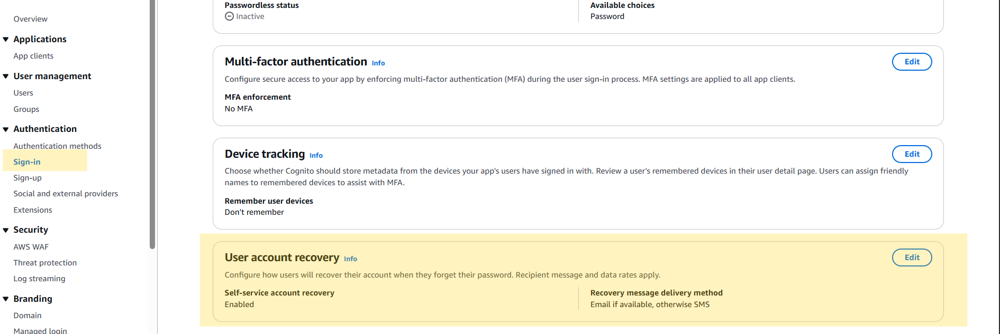 Overview
Applications
App clients
User management
Users
Groups
Authentication
Authentication methods
Sign-in
Sign-up
Social and external providers
Extensions
Security
AWS WAF
Threat protection
Log streaming
Branding
Domain
Managed login
Passwordless status
Inactive
Available choices
Password
Multi-factor authentication Info
Edit
Configure secure access to your app by enforcing multi-factor authentication (MFA) during the user sign-in process. MFA settings are applied to all app clients.
MFA enforcement
No MFA
Device tracking Info
Edit
Choose whether Cognito should store metadata from the devices your app's users have signed in with. Review a user's remembered devices in their user detail page. Users can assign friendly
names to remembered devices to assist with MFA.
Remember user devices
Don't remember
User account recovery Info
Edit
Configure how users will recover their account when they forget their password. Recipient message and data rates apply.
Self-service account recovery
Enabled
Recovery message delivery method
Email if available, otherwise SMS